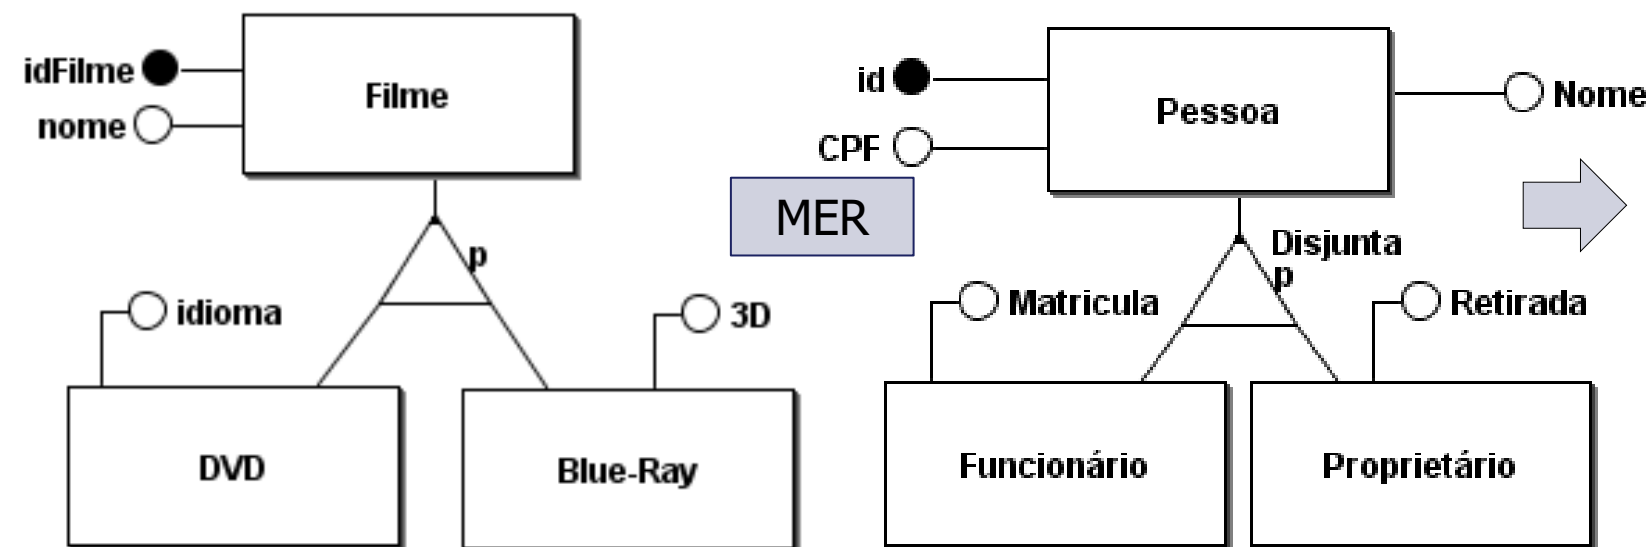 idFilme
nome
Filme
p
idioma
3D
DVD
Blue-Ray
MER
id
CPF
Pessoa
Nome
Disjunta
p
Matricula
Retirada
Funcionário
Proprietário